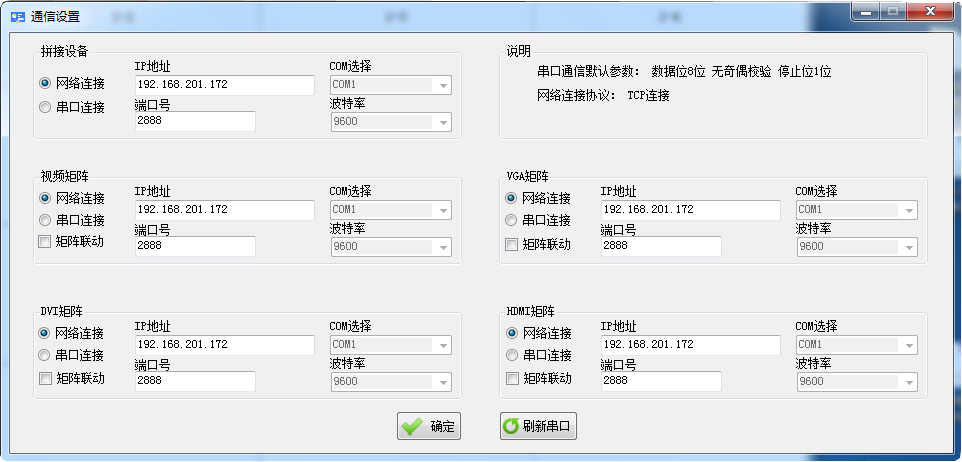 通信设置
拼接设备
网络连接
串口连接
IP地址
192.168.201.172
端口号
2888
COM选择
COM1
波特率
9600
说明
串口通信默认参数: 数据位8位 无奇偶校验 停止位1位
网络连接协议: TCP连接
视频矩阵
网络连接
串口连接
矩阵联动
IP地址
192.168.201.172
端口号
2888
COM选择
COM1
波特率
9600
VGA矩阵
网络连接
串口连接
矩阵联动
IP地址
192.168.201.172
端口号
2888
COM选择
COM1
波特率
9600
DVI矩阵
网络连接
串口连接
矩阵联动
IP地址
192.168.201.172
端口号
2888
COM选择
COM1
波特率
9600
HDMI矩阵
网络连接
串口连接
矩阵联动
IP地址
192.168.201.172
端口号
2888
COM选择
COM1
波特率
9600
确定
刷新串口